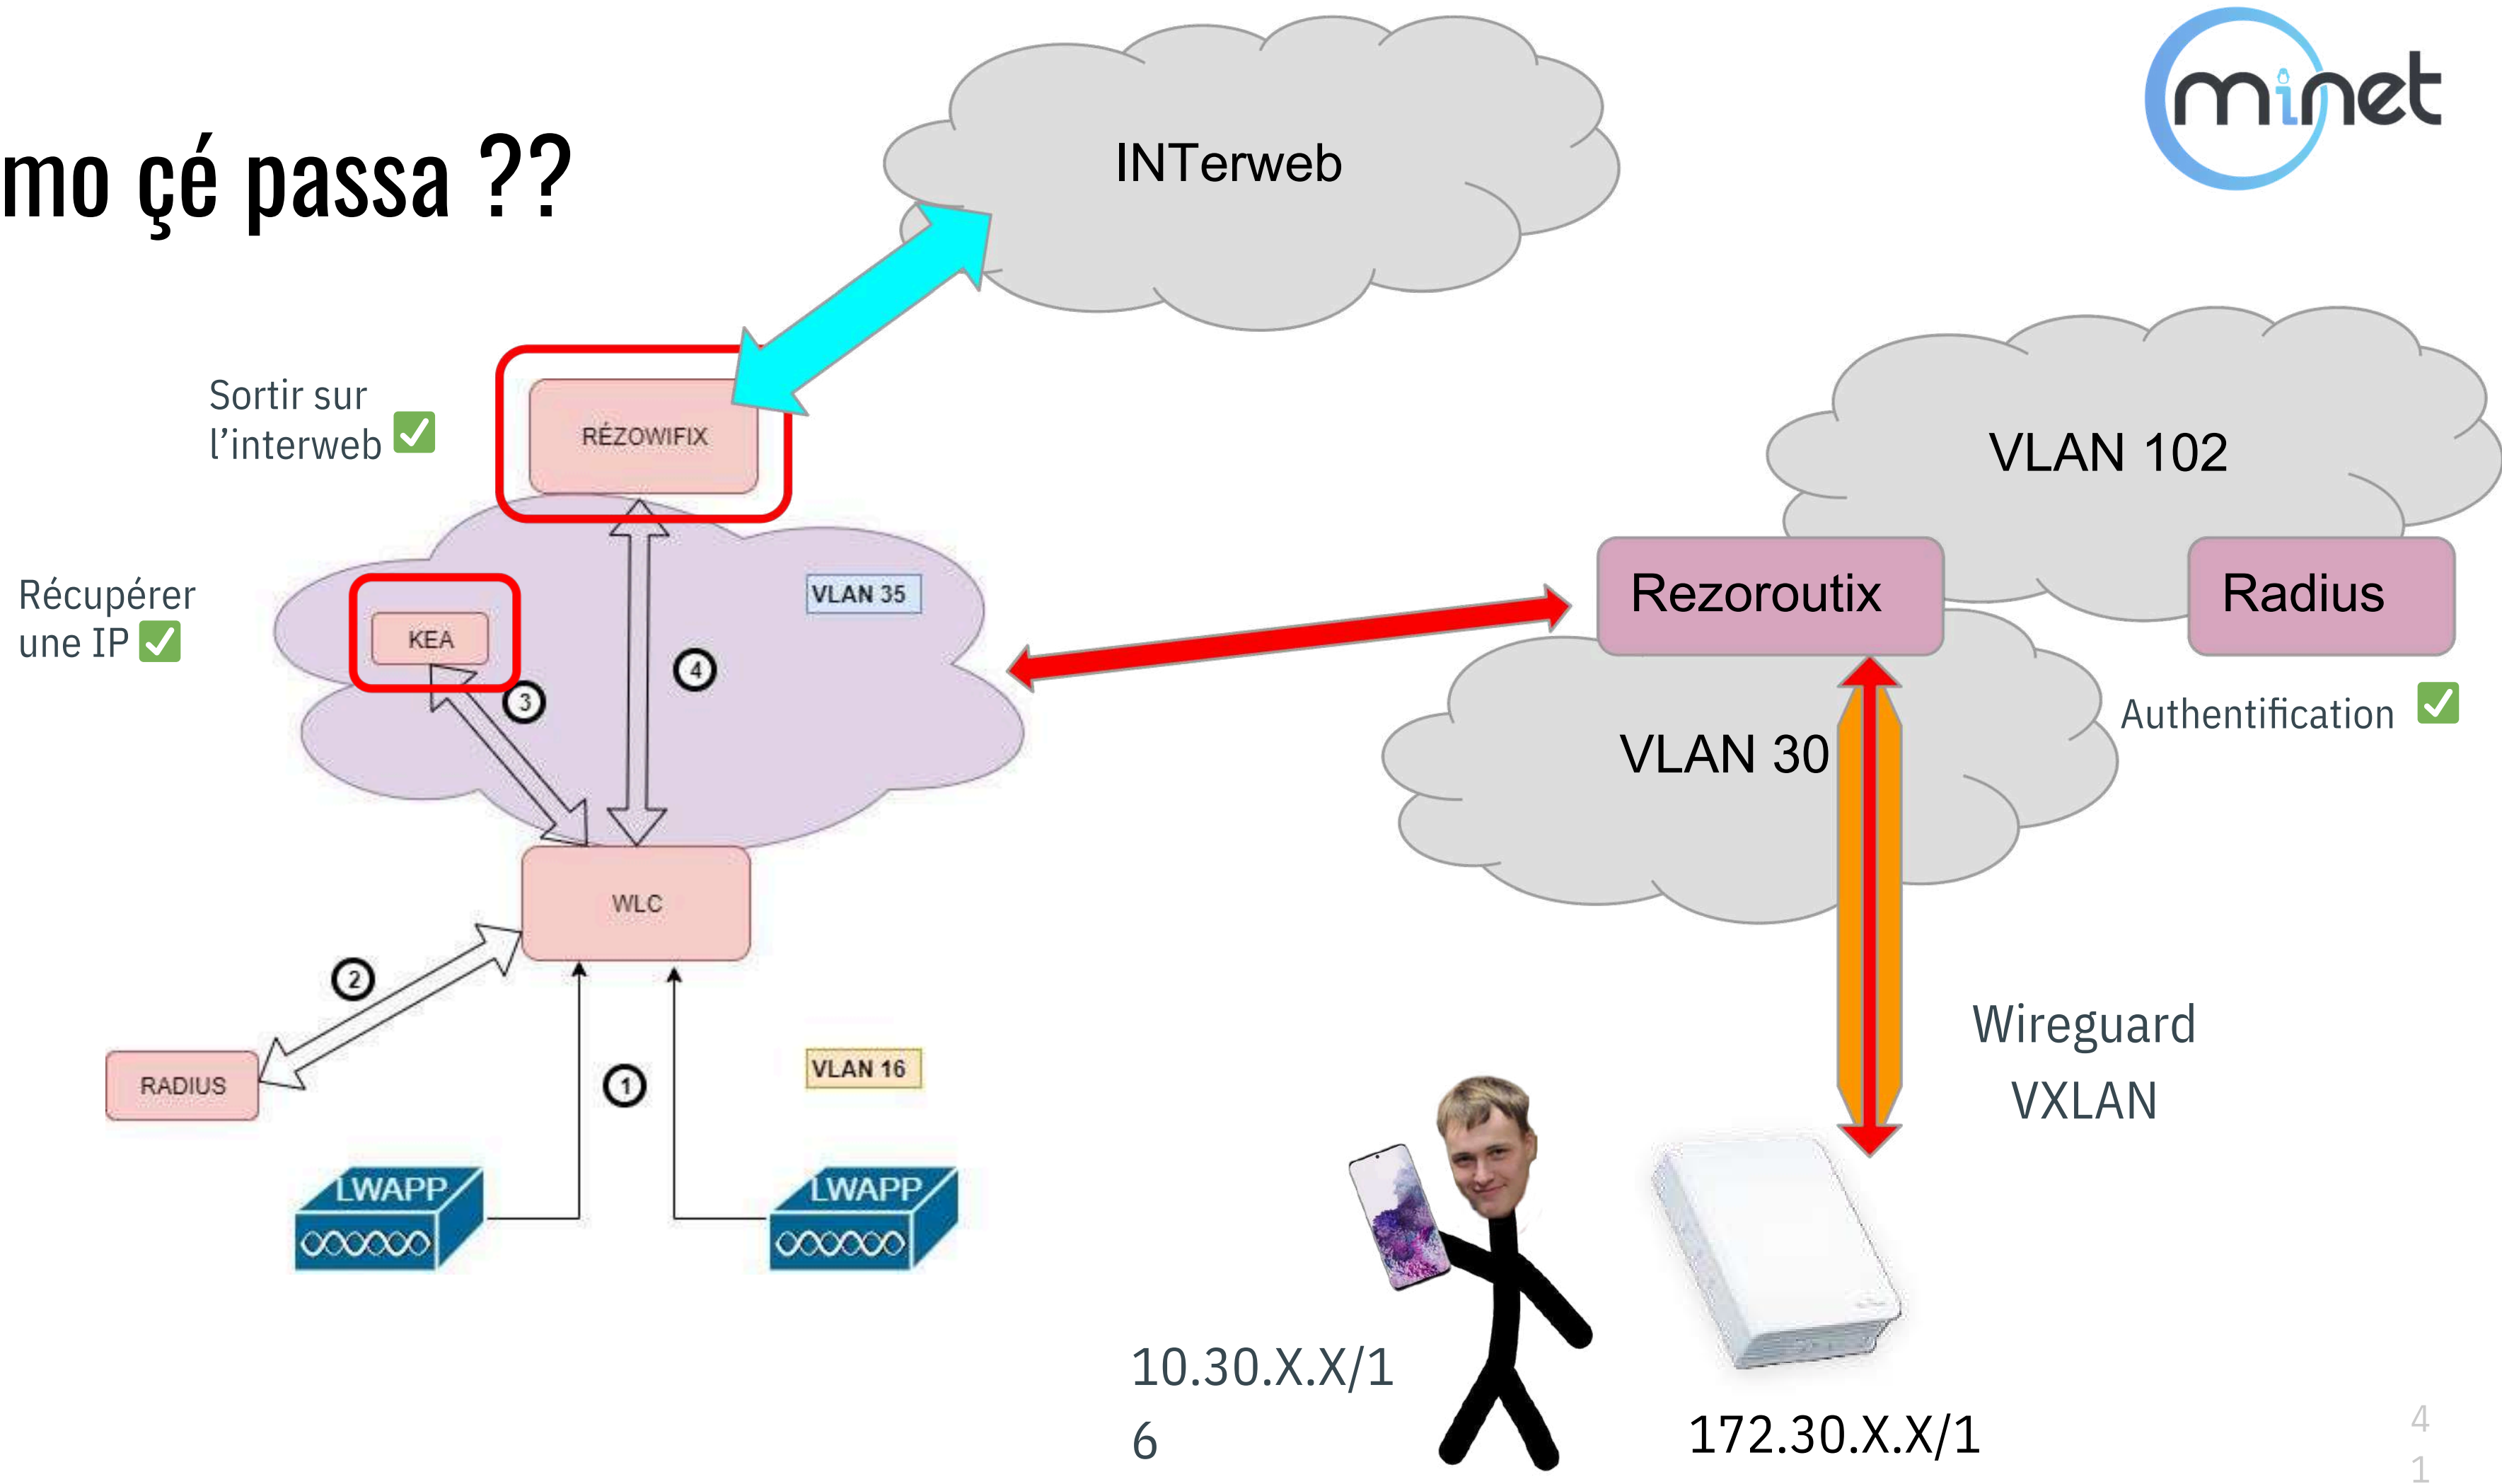 minet
mo çé passa ??
INTerweb
Sortir sur
l'interweb
RÉZOWIFIX
VLAN 102
Récupérer
une IP
KEA
VLAN 35
Rezoroutix
Radius
3
4
Authentification
VLAN 30
WLC
2
Wireguard
VXLAN
RADIUS
1
VLAN 16
LWAPP
LWAPP
10.30.X.X/1
6
172.30.X.X/1
4
1